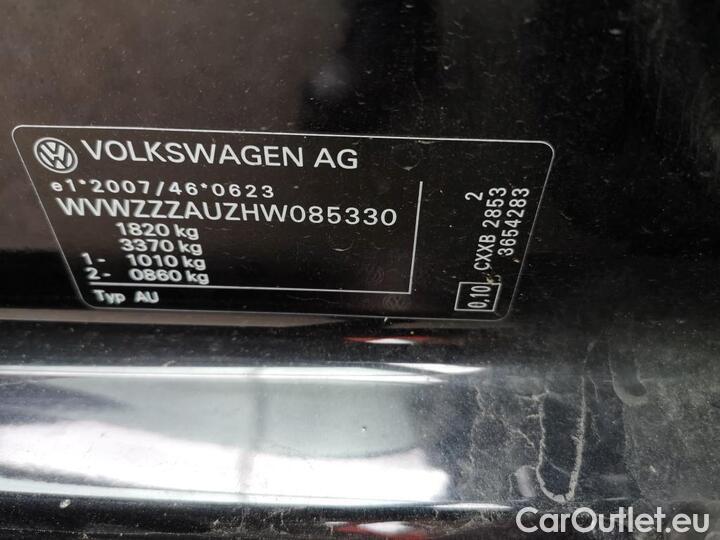 VOLKSWAGEN AG
e1*2007/46*0623
WVWZZZAUZHW085330
1820 kg
3370 kg
1- 1010 kg
2- 0860 kg
Typ AU
2
0,10 CXXB 2853
3654283
CarOutlet.eu